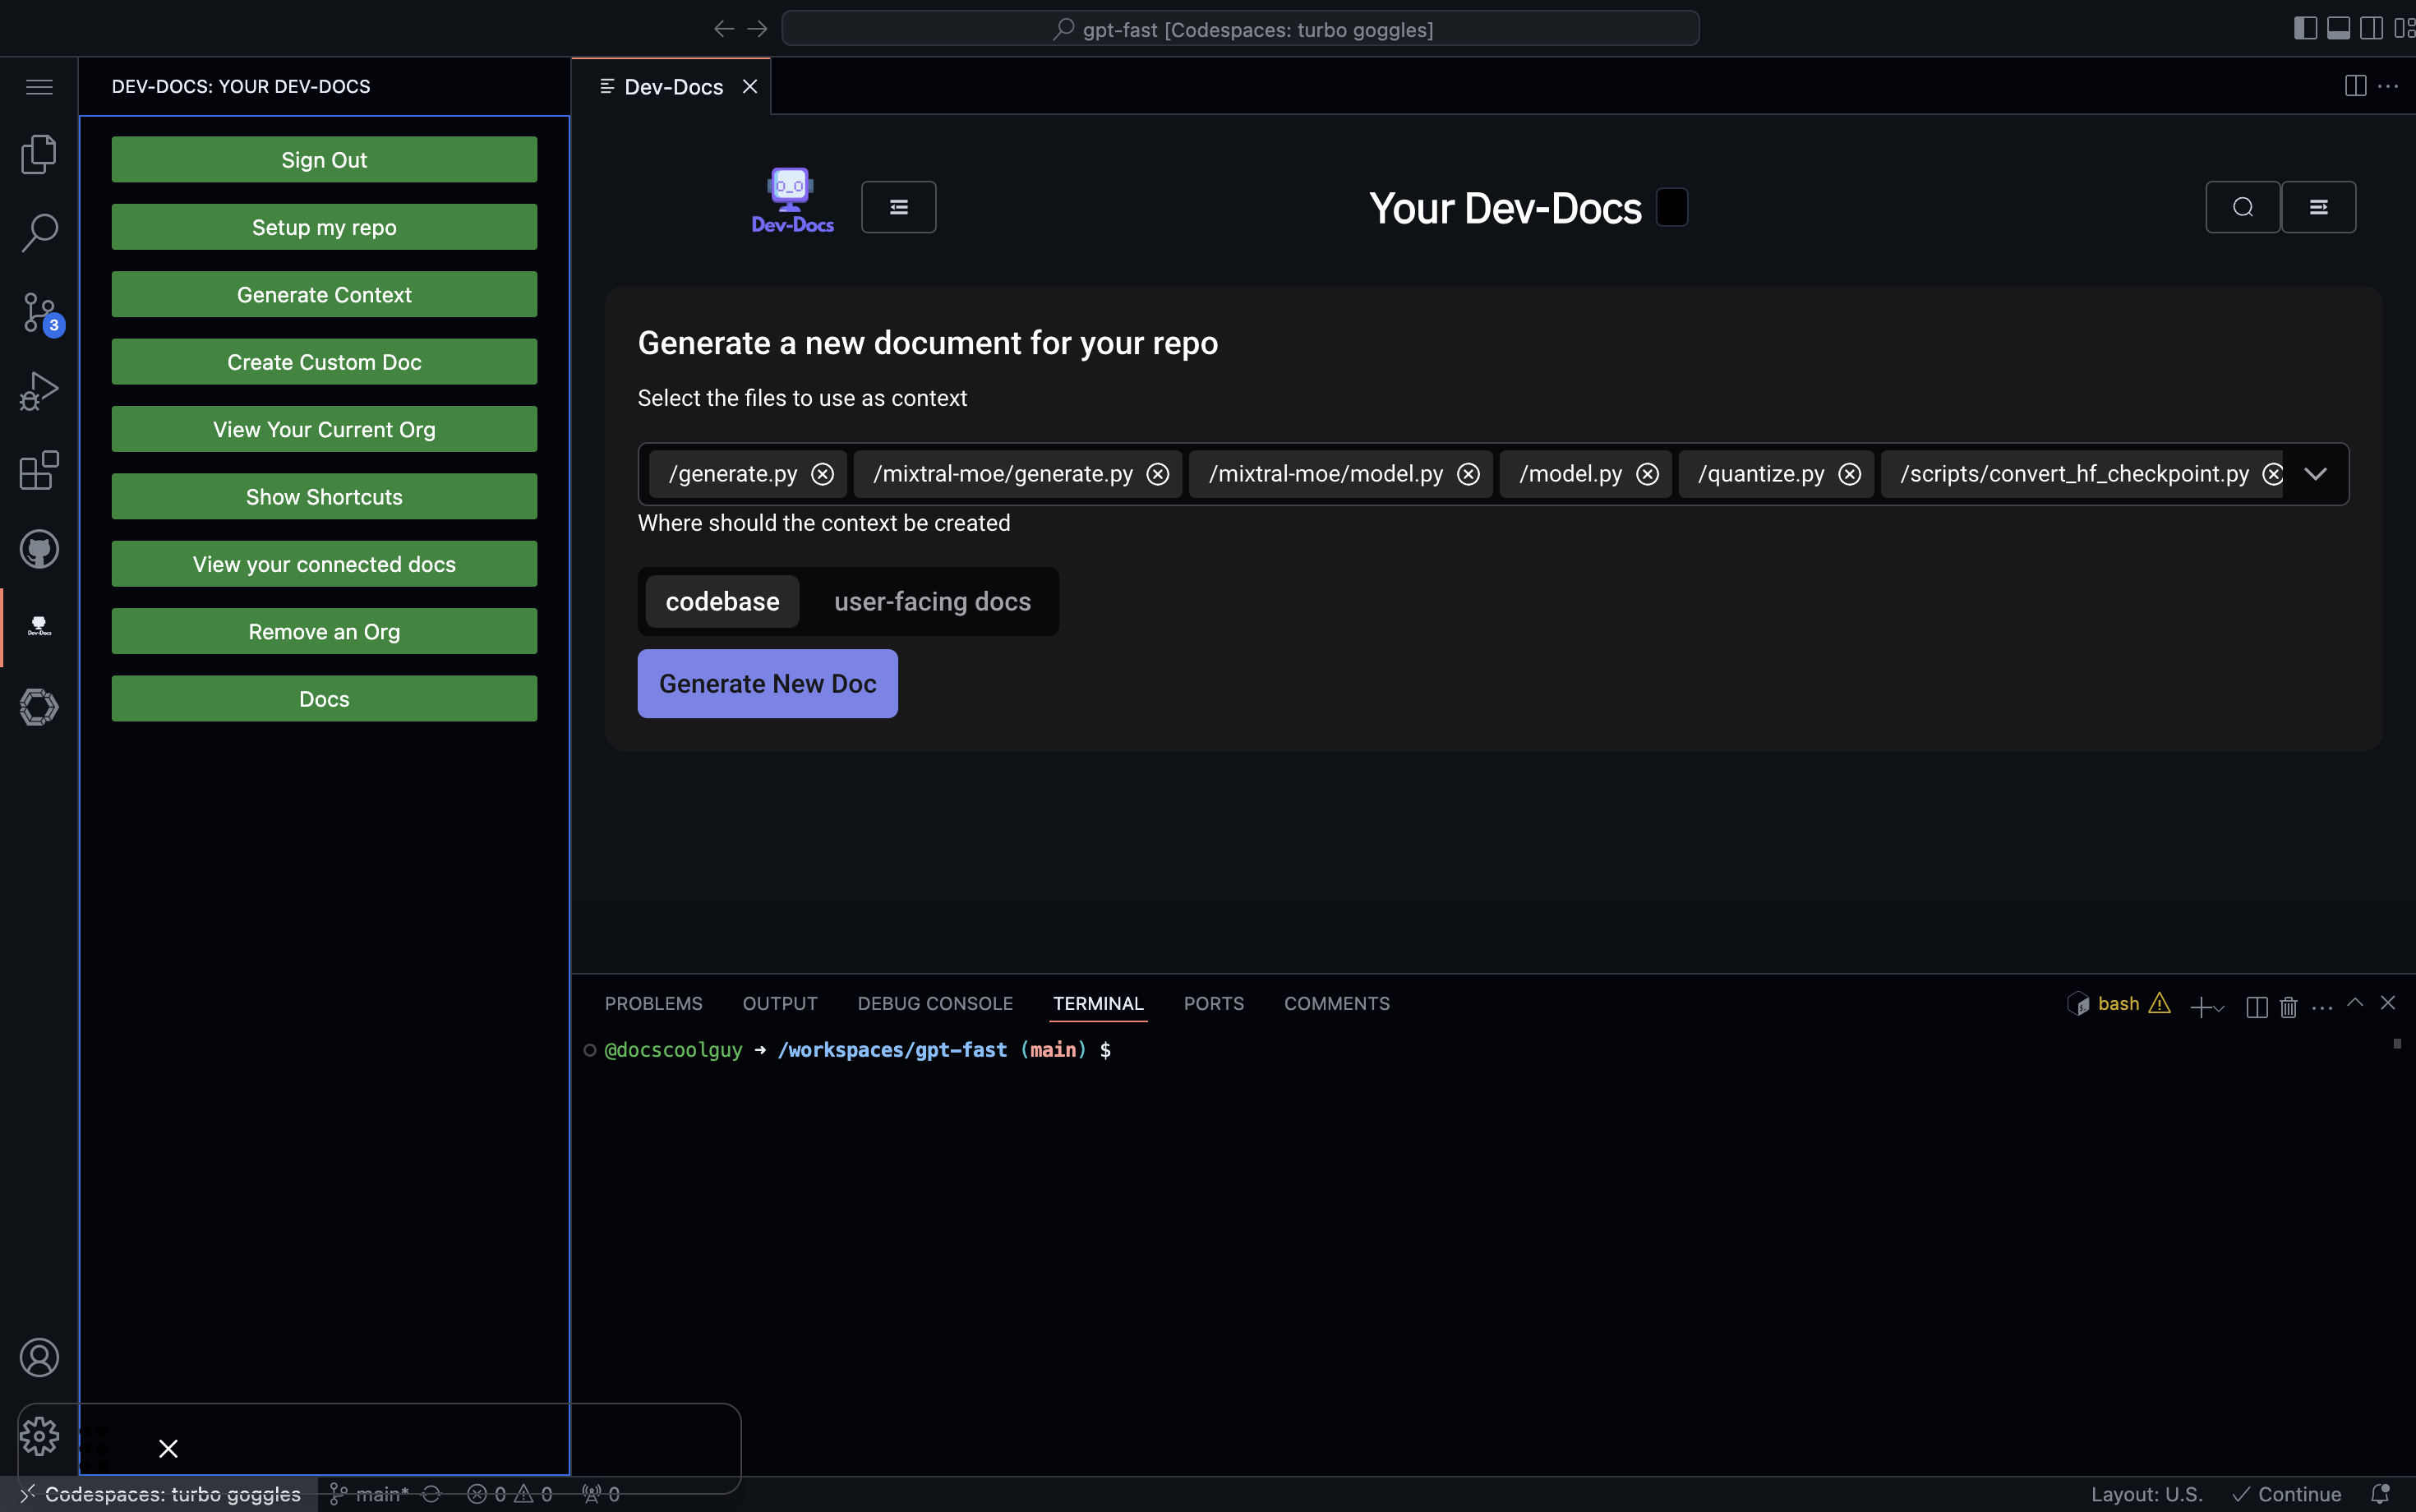 gpt-fast [Codespaces: turbo goggles]
DEV-DOCS: YOUR DEV-DOCS
Dev-Docs
Sign Out
Setup my repo
Generate Context
Create Custom Doc
View Your Current Org
Show Shortcuts
View your connected docs
Remove an Org
Docs
3
Dev-Docs
Dev-Docs
Your Dev-Docs
Generate a new document for your repo
Select the files to use as context
/generate.py /mixtral-moe/generate.py /mixtral-moe/model.py /model.py /quantize.py /scripts/convert_hf_checkpoint.py
Where should the context be created
codebase user-facing docs
Generate New Doc
PROBLEMS OUTPUT DEBUG CONSOLE TERMINAL PORTS COMMENTS bash
@docscoolguy ➜ /workspaces/gpt-fast (main) $
Codespaces: turbo goggles main* 0 0 0 Layout: U.S. Continue